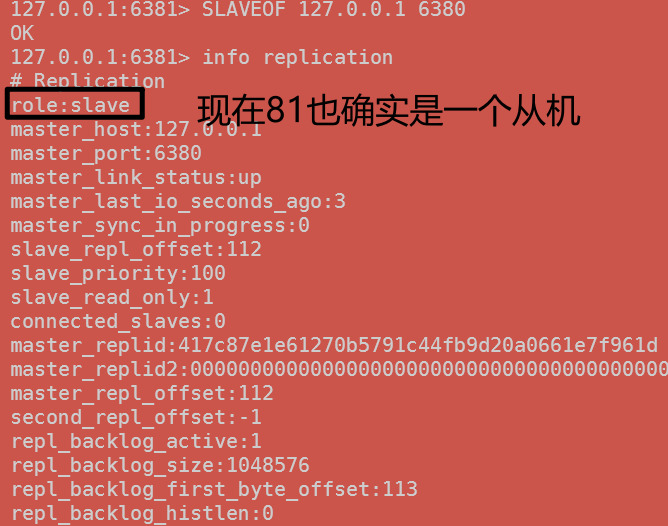 127.0.0.1:6381> SLAVEOF 127.0.0.1 6380
OK
127.0.0.1:6381> info replication
# Replication
role:slave
现在81也确实是一个从机
master_host:127.0.0.1
master_port:6380
master_link_status:up
master_last_io_seconds_ago:3
master_sync_in_progress:0
slave_repl_offset:112
slave_priority:100
slave_read_only:1
connected_slaves:0
master_replid:417c87e1e61270b5791c44fb9d20a0661e7f961d
master_replid2:0000000000000000000000000000000000000000
master_repl_offset:112
second_repl_offset:-1
repl_backlog_active:1
repl_backlog_size:1048576
repl_backlog_first_byte_offset:113
repl_backlog_histlen:0